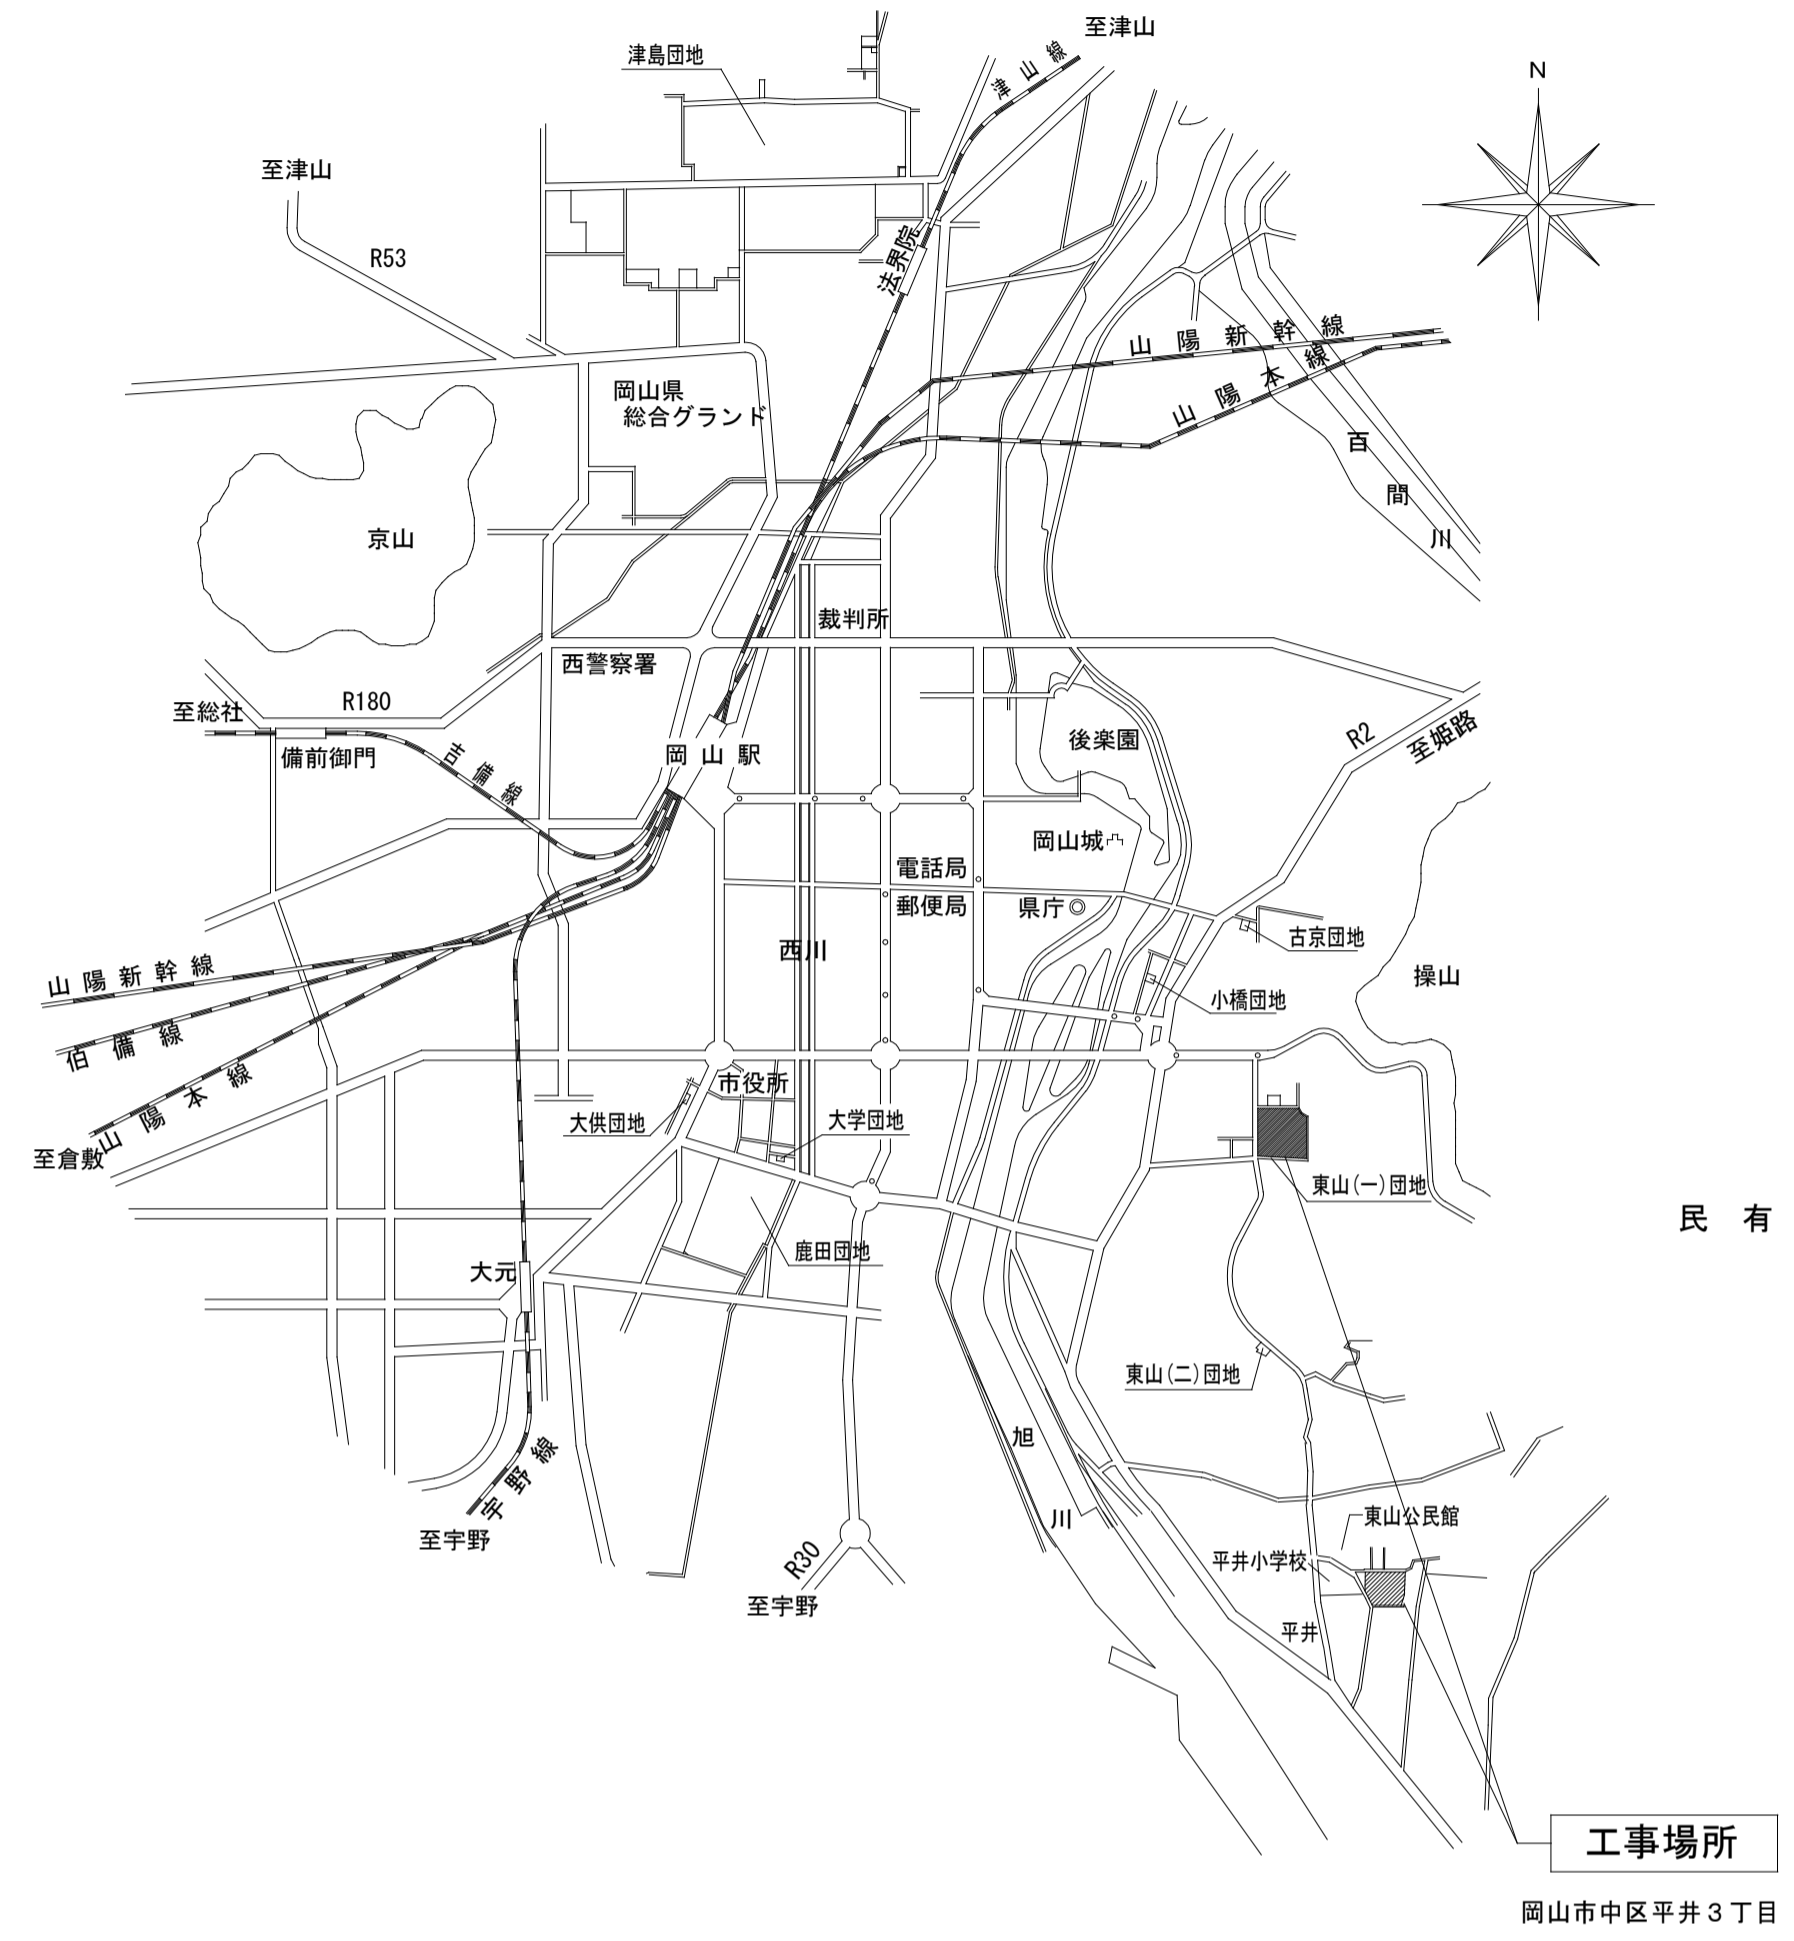 至津山
津島団地
津山線
N
至津山
R53
法界院
山陽新幹線
山陽本線
岡山県
総合グランド
百間川
京山
裁判所
西警察署
R180
至総社
備前御門
吉備線
岡山駅
後楽園
R2
至姫路
岡山城
電話局
郵便局
県庁
西川
古京団地
操山
小橋団地
山陽新幹線
伯備線
山陽本線
至倉敷
市役所
大供団地
大学団地
東山(一)団地
民有
鹿田団地
大元
東山(二)団地
旭川
宇野線
至宇野
R30
至宇野
東山公民館
平井小学校
平井
工事場所
岡山市中区平井3丁目